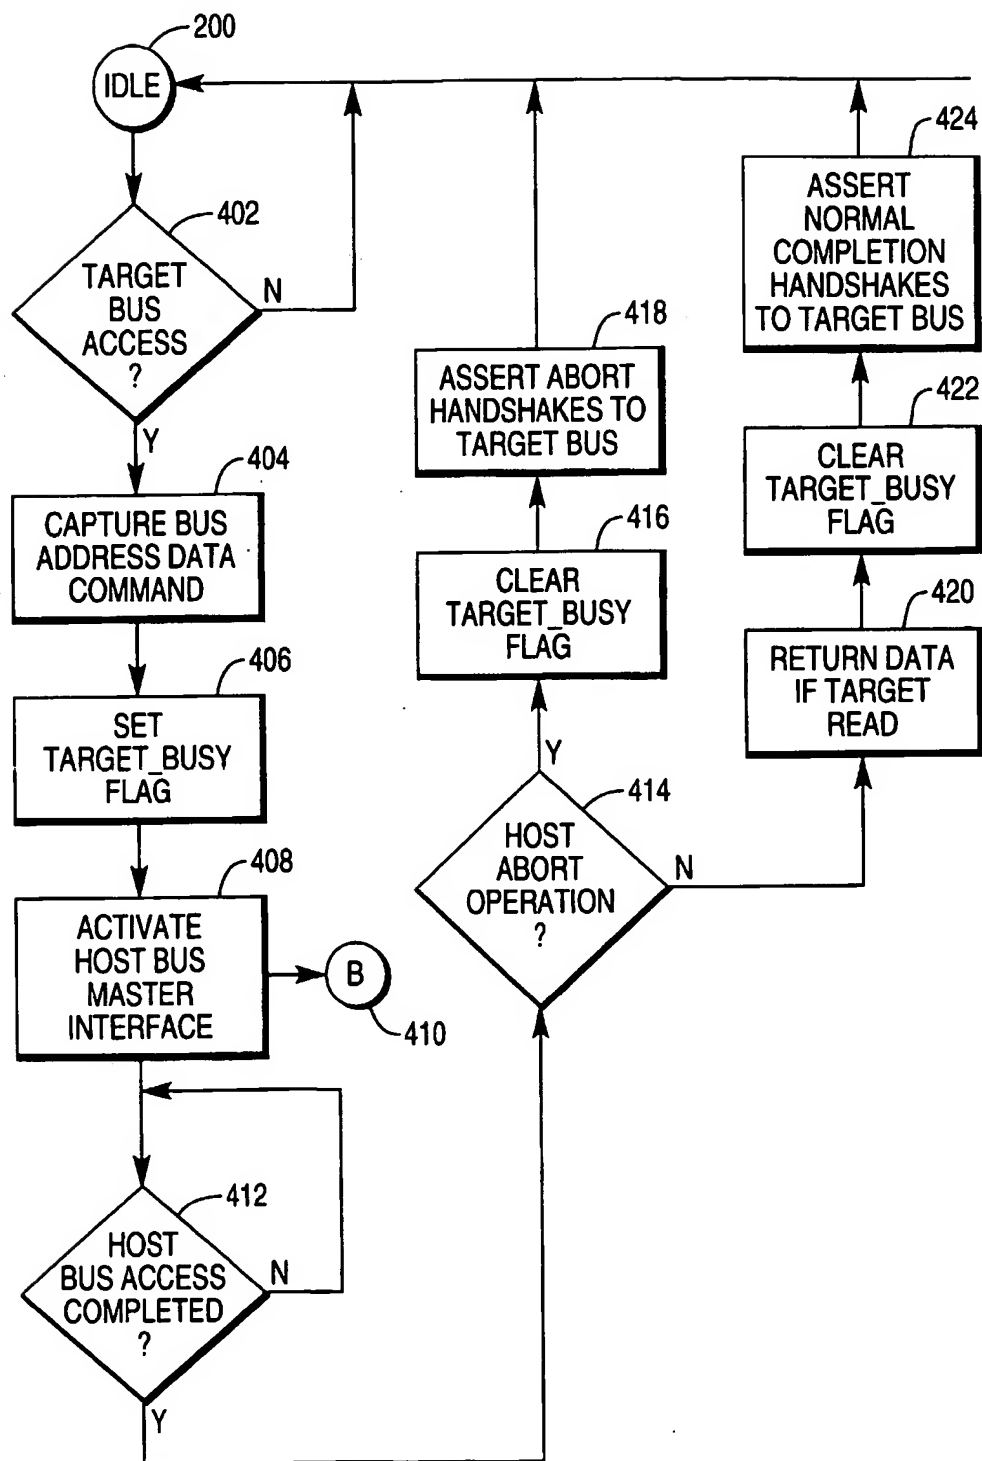 200
IDLE
402
TARGET
BUS
ACCESS
?
N
Y
404
CAPTURE BUS
ADDRESS DATA
COMMAND
406
SET
TARGET_BUSY
FLAG
408
ACTIVATE
HOST BUS
MASTER
INTERFACE
B
410
412
HOST
BUS ACCESS
COMPLETED
?
N
Y
414
HOST
ABORT
OPERATION
?
Y
N
416
CLEAR
TARGET_BUSY
FLAG
418
ASSERT ABORT
HANDSHAKES TO
TARGET BUS
420
RETURN DATA
IF TARGET
READ
422
CLEAR
TARGET_BUSY
FLAG
424
ASSERT
NORMAL
COMPLETION
HANDSHAKES
TO TARGET BUS